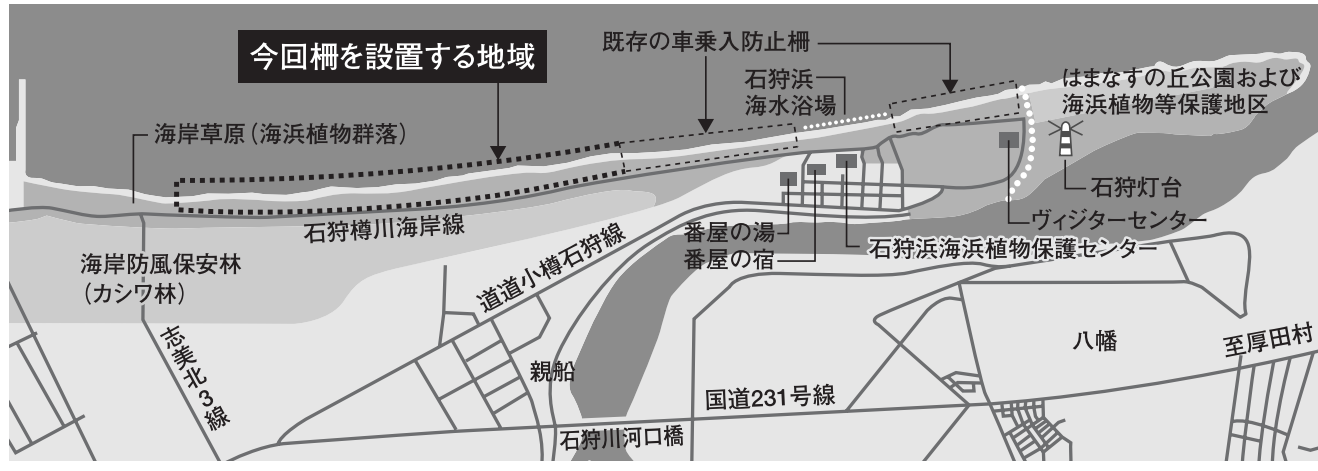 今回柵を設置する地域
既存の車乗入防止柵
石狩浜
海水浴場
はまなすの丘公園および
海浜植物等保護地区
海岸草原（海浜植物群落）
石狩灯台
ヴィジターセンター
石狩樽川海岸線
番屋の湯
番屋の宿
石狩浜海浜植物保護センター
海岸防風保安林
（カシワ林）
道道小樽石狩線
志美北3線
親船
八幡
至厚田村
国道231号線
石狩川河口橋